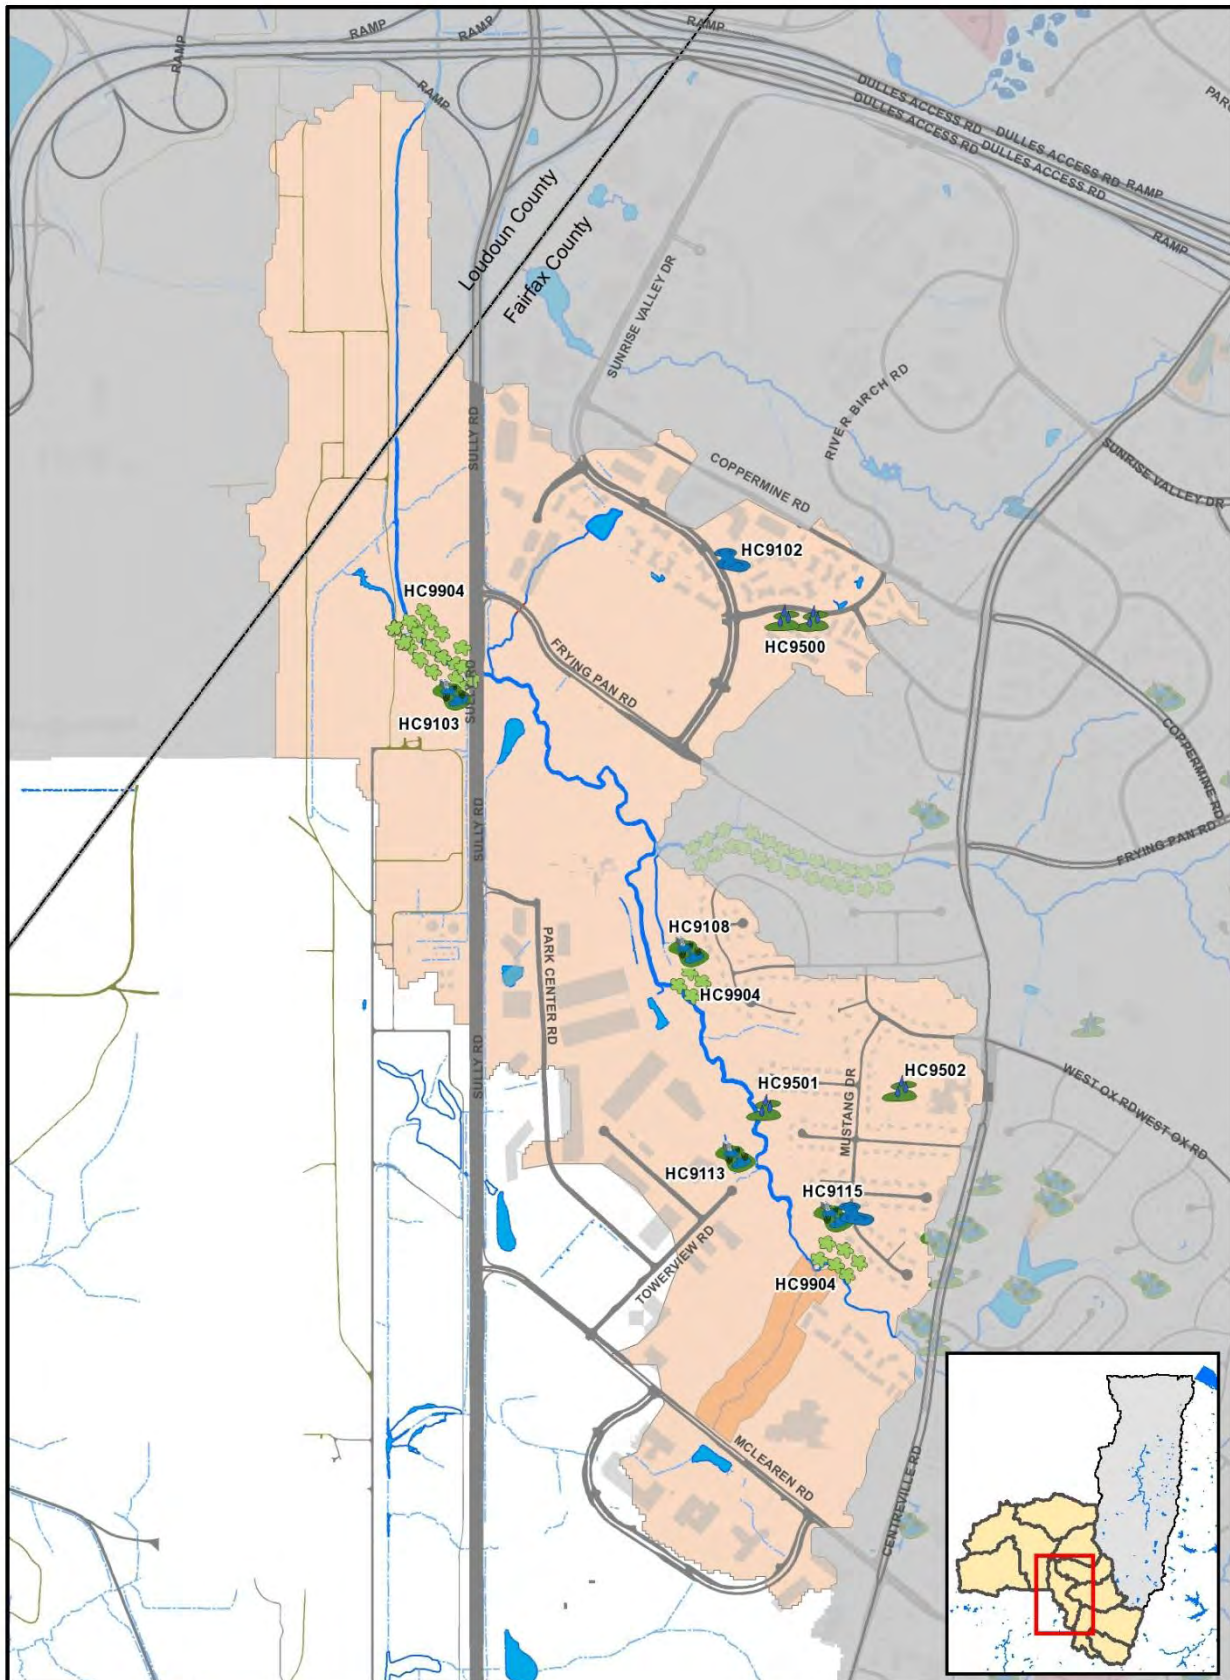 RAMP
RAMP
RAMP
RAMP
RAMP
DULLES ACCESS RD
DULLES ACCESS RD
DULLES ACCESS RD
DULLES ACCESS RD
RAMP
RAMP
Loudoun County
Fairfax County
SUNRISE VALLEY DR
RIVER BIRCH RD
SULLY RD
COPPERMINE RD
SUNRISE VALLEY DR
HC9102
HC9904
HC9500
FRYING PAN RD
HC9103
SULLY RD
COPPERMINE RD
SULLY RD
FRYING PAN RD
HC9108
PARK CENTER RD
HC9904
SULLY RD
HC9501
HC9502
MUSTANG DR
WEST OX RD
WEST OX RD
HC9113
HC9115
TOWERVIEW RD
HC9904
MCLEAREN RD
CENTREVILLE RD